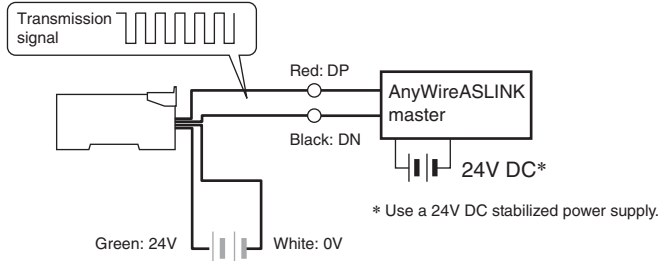 Transmission
signal
Red: DP
AnyWireASLINK
master
Black: DN
24V DC*
* Use a 24V DC stabilized power supply.
Green: 24V
White: 0V